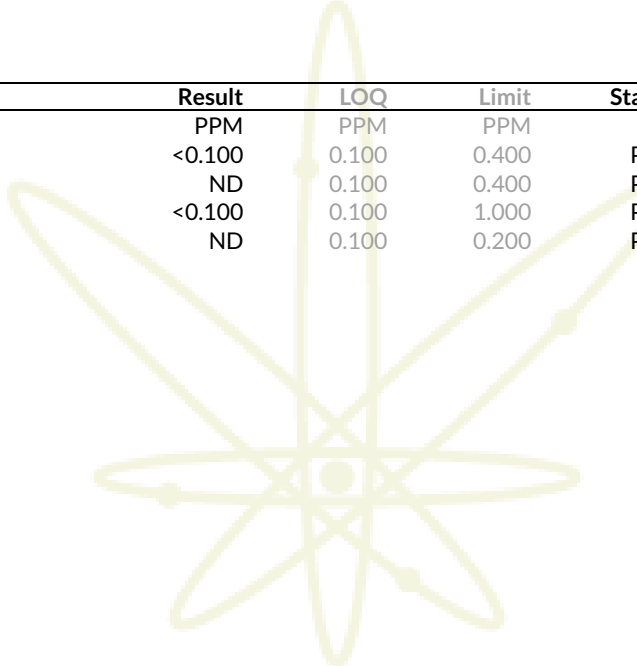 Result LOQ Limit Sta
PPM PPM PPM
<0.100 0.100 0.400 P
ND 0.100 0.400 P
<0.100 0.100 1.000 P
ND 0.100 0.200 P